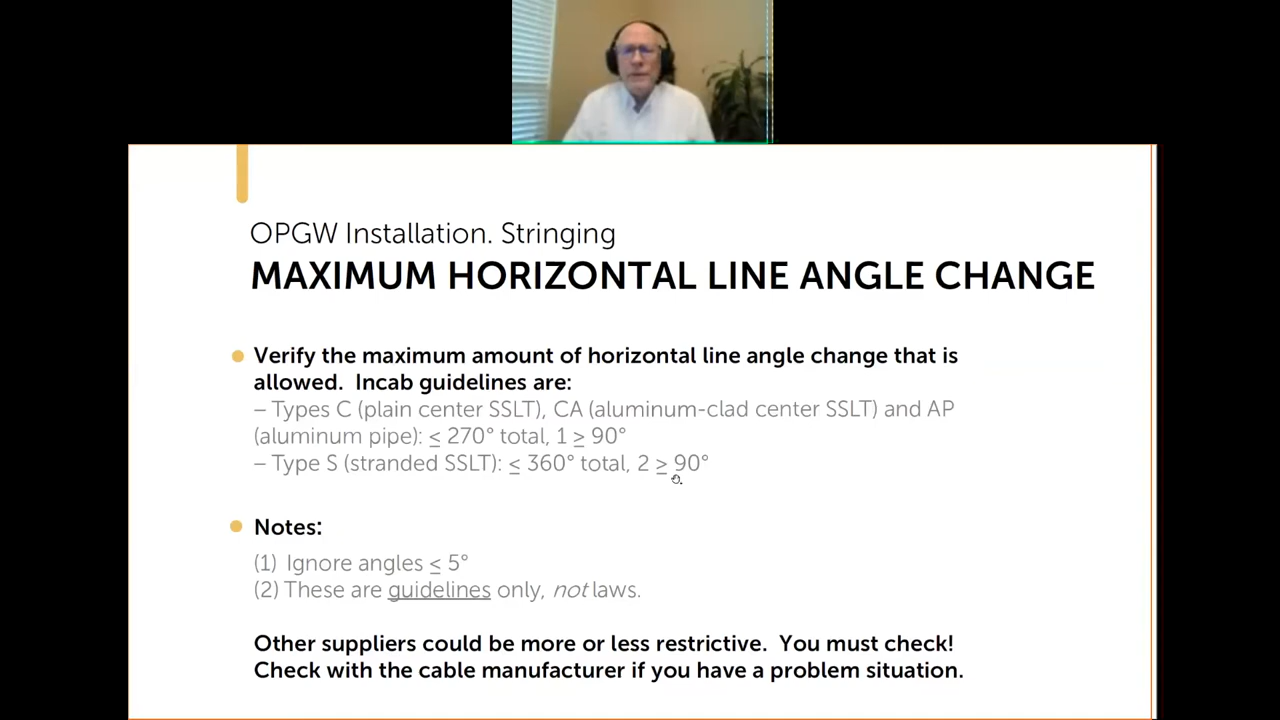 OPGW Installation. Stringing
MAXIMUM HORIZONTAL LINE ANGLE CHANGE
Verify the maximum amount of horizontal line angle change that is
allowed. Incab guidelines are:
– Types C (plain center SSLT), CA (aluminum-clad center SSLT) and AP
(aluminum pipe): ≤ 270° total, 1 ≥ 90°
– Type S (stranded SSLT): ≤ 360° total, 2 ≥ 90°
Notes:
(1) Ignore angles ≤ 5°
(2) These are guidelines only, not laws.
Other suppliers could be more or less restrictive. You must check!
Check with the cable manufacturer if you have a problem situation.